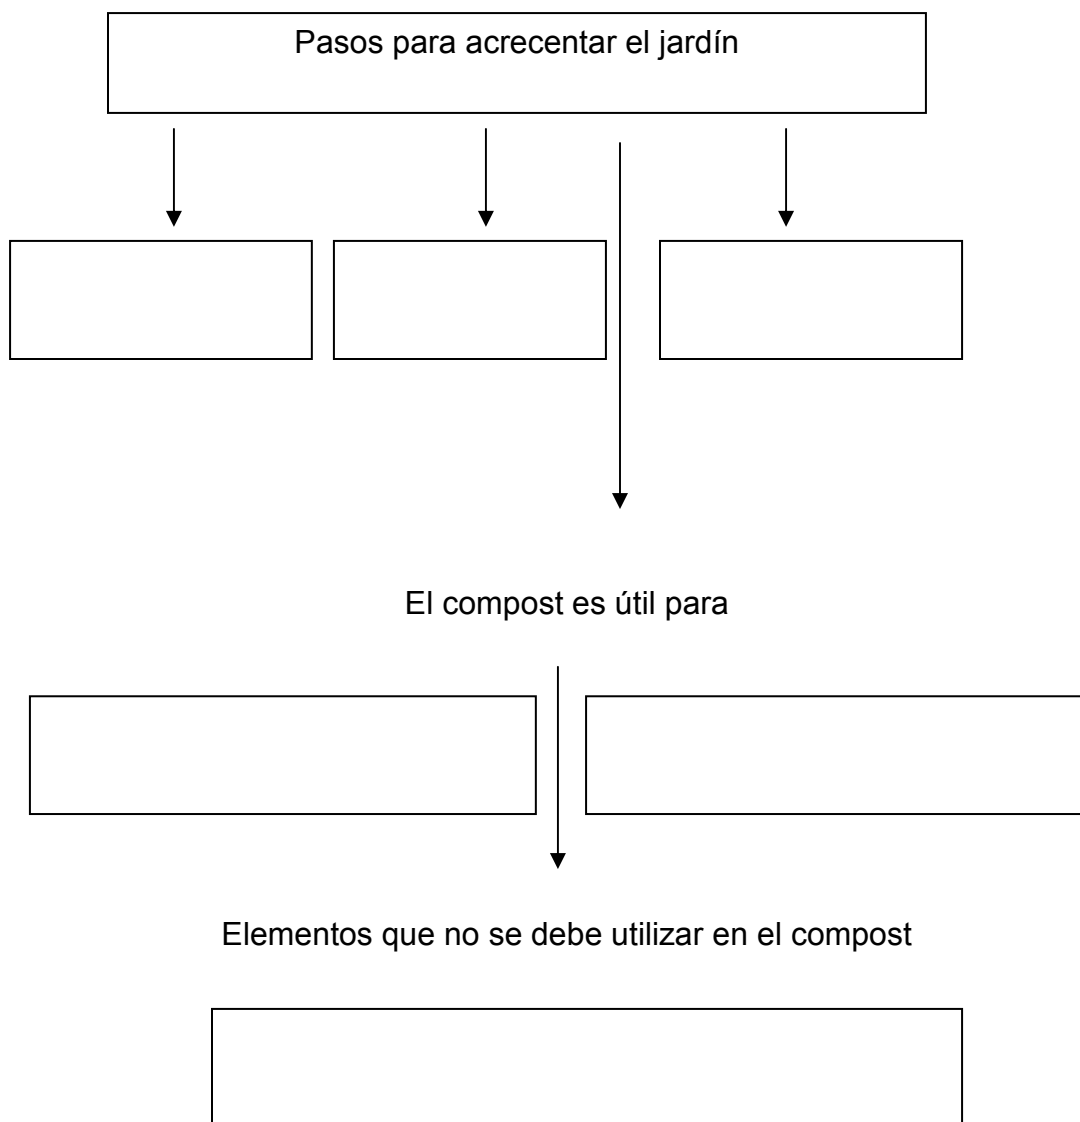 Pasos para acrecentar el jardín
El compost es útil para
Elementos que no se debe utilizar en el compost